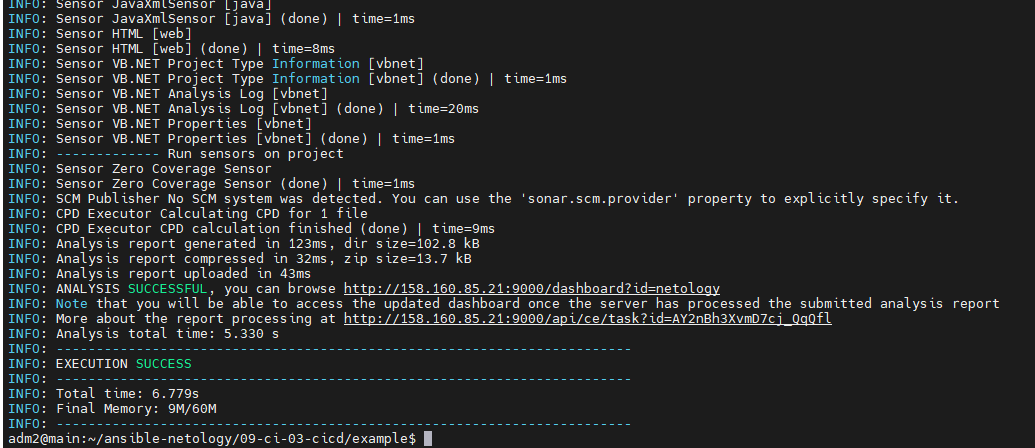 INFO: Sensor JavaXmlSensor [java]
INFO: Sensor JavaXmlSensor [java] (done) | time=1ms
INFO: Sensor HTML [web]
INFO: Sensor HTML [web] (done) | time=8ms
INFO: Sensor VB.NET Project Type Information [vbnet]
INFO: Sensor VB.NET Project Type Information [vbnet] (done) | time=1ms
INFO: Sensor VB.NET Analysis Log [vbnet]
INFO: Sensor VB.NET Analysis Log [vbnet] (done) | time=20ms
INFO: Sensor VB.NET Properties [vbnet]
INFO: Sensor VB.NET Properties [vbnet] (done) | time=1ms
INFO: ------------- Run sensors on project
INFO: Sensor Zero Coverage Sensor
INFO: Sensor Zero Coverage Sensor (done) | time=1ms
INFO: SCM Publisher No SCM system was detected. You can use the 'sonar.scm.provider' property to explicitly specify it.
INFO: CPD Executor Calculating CPD for 1 file
INFO: CPD Executor CPD calculation finished (done) | time=9ms
INFO: Analysis report generated in 123ms, dir size=102.8 kB
INFO: Analysis report compressed in 32ms, zip size=13.7 kB
INFO: Analysis report uploaded in 43ms
INFO: ANALYSIS SUCCESSFUL, you can browse http://158.160.85.21:9000/dashboard?id=netology
INFO: Note that you will be able to access the updated dashboard once the server has processed the submitted analysis report
INFO: More about the report processing at http://158.160.85.21:9000/api/ce/task?id=AY2nBh3XvmD7cj_QqQfl
INFO: Analysis total time: 5.330 s
INFO: ------------------------------------------------------------------------
INFO: EXECUTION SUCCESS
INFO: ------------------------------------------------------------------------
INFO: Total time: 6.779s
INFO: Final Memory: 9M/60M
INFO: ------------------------------------------------------------------------
adm2@main:~/ansible-netology/09-ci-03-cicd/example$